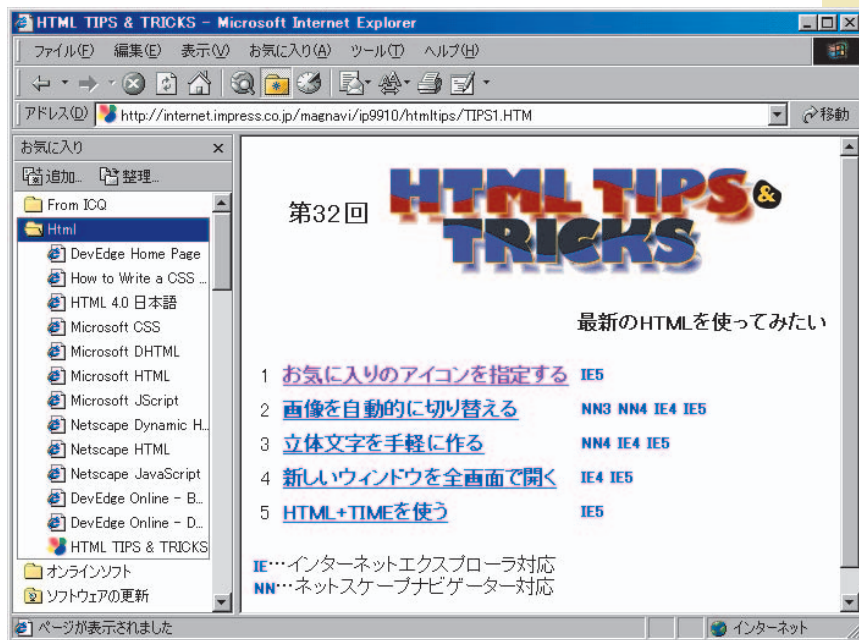 HTML TIPS & TRICKS - Microsoft Internet Explorer
ファイル(F) 編集(E) 表示(V) お気に入り(A) ツール(T) ヘルプ(H)
アドレス(D) http://internet.impress.co.jp/magnavi/ip9910/htmltips/TIPS1.HTM 移動
お気に入り ×
追加... 整理...
From ICQ
Html
DevEdge Home Page
How to Write a CSS ...
HTML 4.0 日本語
Microsoft CSS
Microsoft DHTML
Microsoft HTML
Microsoft JScript
Netscape Dynamic H...
Netscape HTML
Netscape JavaScript
DevEdge Online - B...
DevEdge Online - D...
HTML TIPS & TRICKS
オンラインソフト
ソフトウェアの更新
第32回 HTML TIPS &
TRICKS
最新のHTMLを使ってみたい
1 お気に入りのアイコンを指定する IE5
2 画像を自動的に切り替える NN3 NN4 IE4 IE5
3 立体文字を手軽に作る NN4 IE4 IE5
4 新しいウィンドウを全画面で開く IE4 IE5
5 HTML+TIMEを使う IE5
IE…インターネットエクスプローラ対応
NN…ネットスケープナビゲーター対応
ページが表示されました インターネット